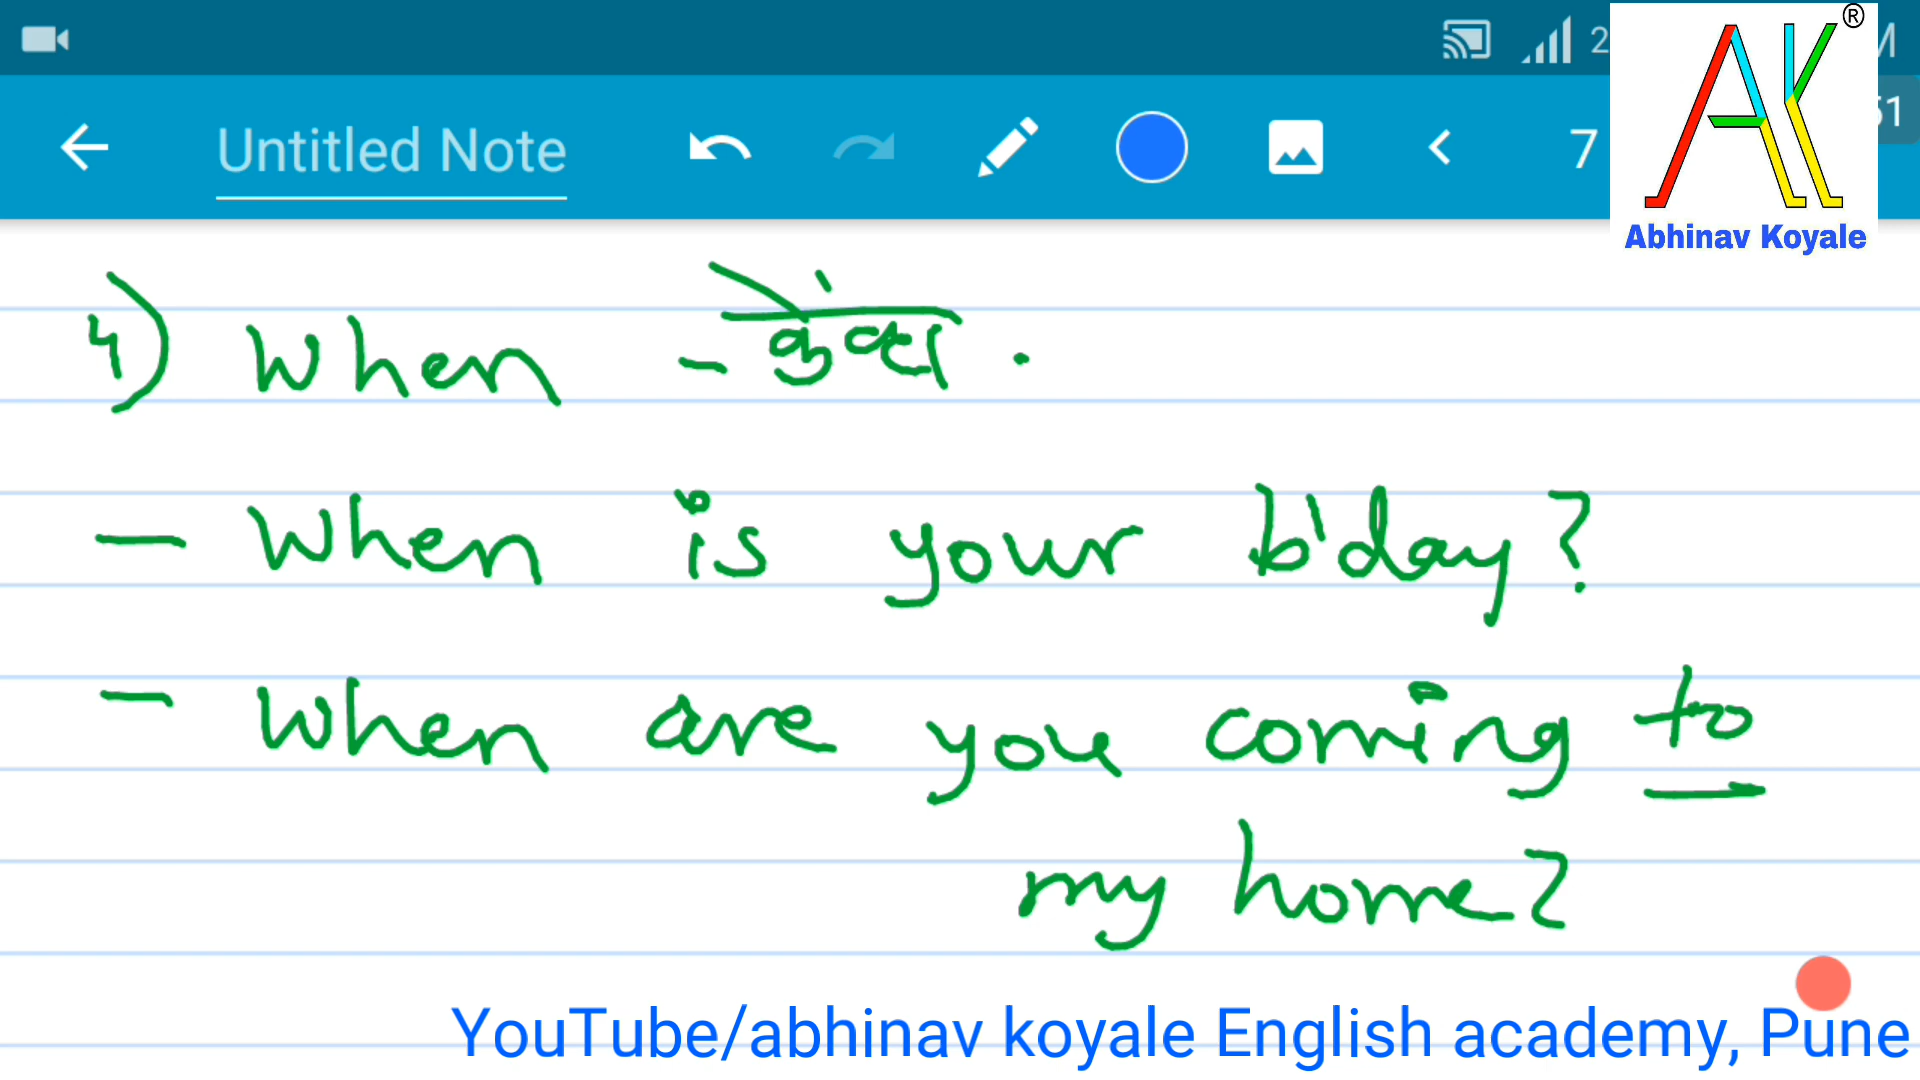 Untitled Note
7
®
AK
Abhinav Koyale
4) When - .
- When is your b'day?
- When are you coming to
my home?
YouTube/abhinav koyale English academy, Pune